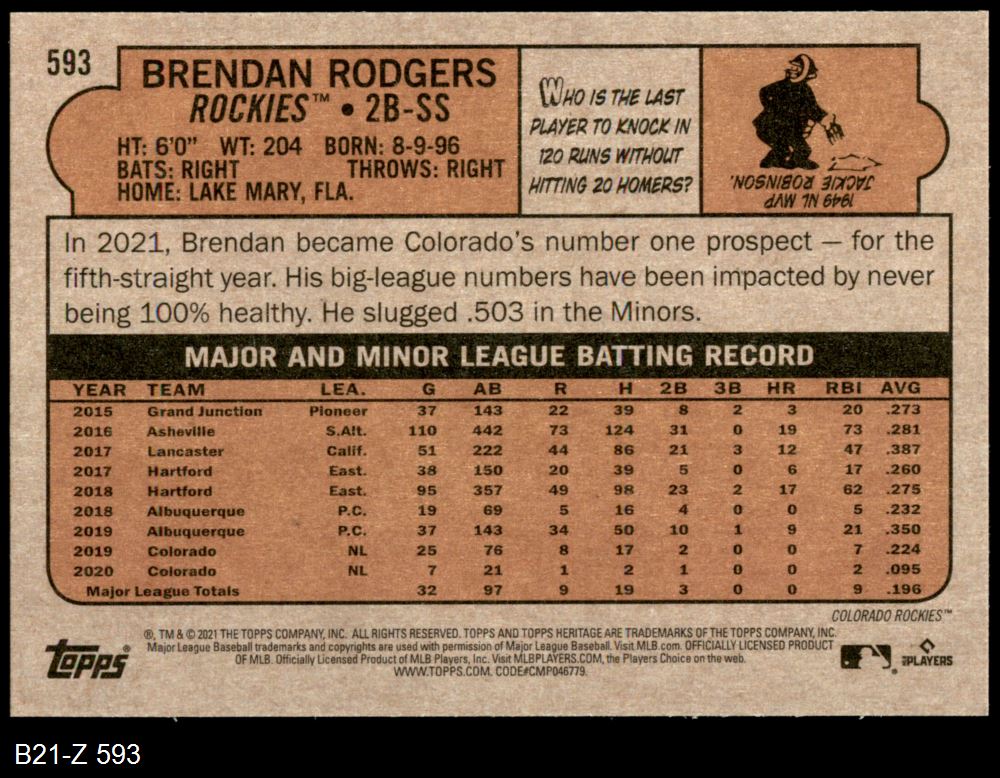 593
BRENDAN RODGERS
ROCKIES™ • 2B-SS
HT: 6'0" WT: 204 BORN: 8-9-96
BATS: RIGHT THROWS: RIGHT
HOME: LAKE MARY, FLA.
WHO IS THE LAST
PLAYER TO KNOCK IN
120 RUNS WITHOUT
HITTING 20 HOMERS?
1949 NL MVP
JACKIE ROBINSON.
In 2021, Brendan became Colorado's number one prospect — for the
fifth-straight year. His big-league numbers have been impacted by never
being 100% healthy. He slugged .503 in the Minors.
MAJOR AND MINOR LEAGUE BATTING RECORD
YEAR TEAM LEA. G AB R H 2B 3B HR RBI AVG
2015 Grand Junction Pioneer 37 143 22 39 8 2 3 20 .273
2016 Asheville S.Alt. 110 442 73 124 31 0 19 73 .281
2017 Lancaster Calif. 51 222 44 86 21 3 12 47 .387
2017 Hartford East. 38 150 20 39 5 0 6 17 .260
2018 Hartford East. 95 357 49 98 23 2 17 62 .275
2018 Albuquerque P.C. 19 69 5 16 4 0 0 5 .232
2019 Albuquerque P.C. 37 143 34 50 10 1 9 21 .350
2019 Colorado NL 25 76 8 17 2 0 0 7 .224
2020 Colorado NL 7 21 1 2 1 0 0 2 .095
Major League Totals 32 97 9 19 3 0 0 9 .196
COLORADO ROCKIES™
®, TM & © 2021 THE TOPPS COMPANY, INC. ALL RIGHTS RESERVED. TOPPS AND TOPPS HERITAGE ARE TRADEMARKS OF THE TOPPS COMPANY, INC.
Major League Baseball trademarks and copyrights are used with permission of Major League Baseball. Visit MLB.com. OFFICIALLY LICENSED PRODUCT
OF MLB. Officially Licensed Product of MLB Players, Inc. Visit MLBPLAYERS.COM, the Players Choice on the web.
WWW.TOPPS.COM. CODE#CMP046779.
topps®
MLBPLAYERS
B21-Z 593